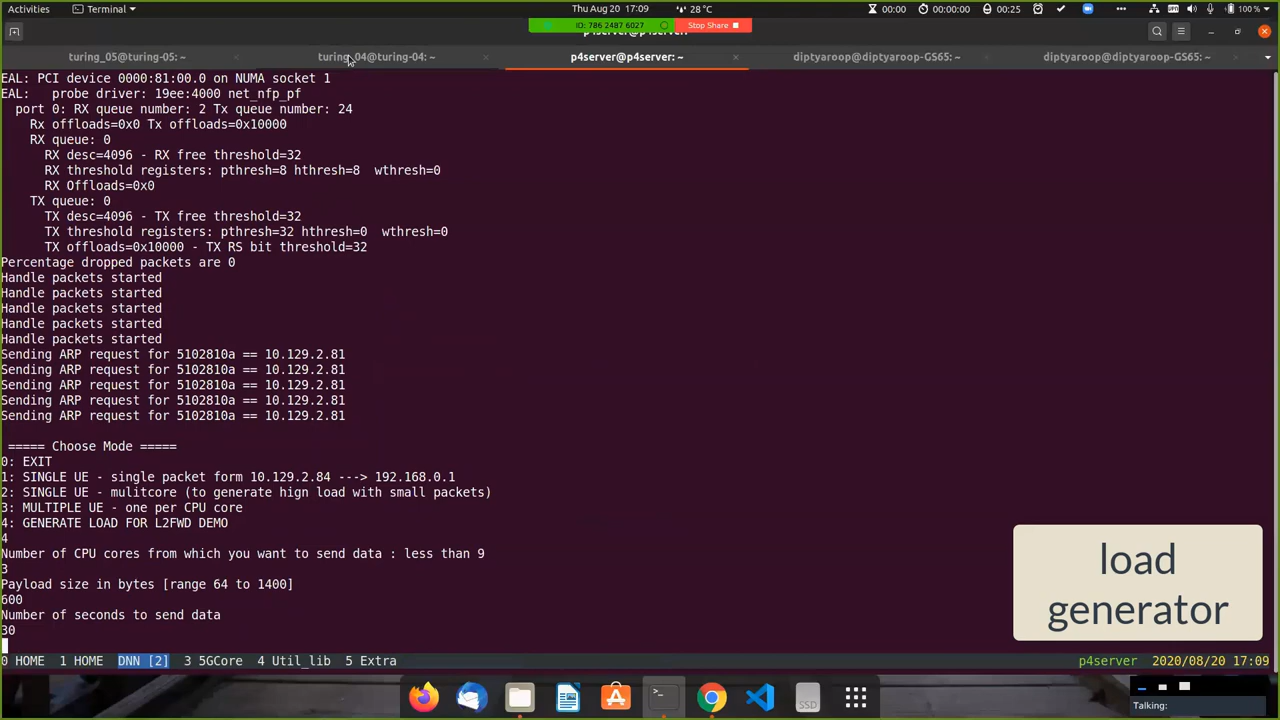 Activities
Terminal
Thu Aug 20 17:09
28 °C
00:00
00:00:00
00:25
100 %
ID: 786 2487 6027
Stop Share
turing_05@turing-05: ~
turing_04@turing-04: ~
p4server@p4server: ~
diptyaroop@diptyaroop-GS65: ~
diptyaroop@diptyaroop-GS65: ~
EAL: PCI device 0000:81:00.0 on NUMA socket 1
EAL:   probe driver: 19ee:4000 net_nfp_pf
  port 0: RX queue number: 2 Tx queue number: 24
    Rx offloads=0x0 Tx offloads=0x10000
    RX queue: 0
      RX desc=4096 - RX free threshold=32
      RX threshold registers: pthresh=8 hthresh=8  wthresh=0
      RX Offloads=0x0
    TX queue: 0
      TX desc=4096 - TX free threshold=32
      TX threshold registers: pthresh=32 hthresh=0  wthresh=0
      TX offloads=0x10000 - TX RS bit threshold=32
Percentage dropped packets are 0
Handle packets started
Handle packets started
Handle packets started
Handle packets started
Handle packets started
Sending ARP request for 5102810a == 10.129.2.81
Sending ARP request for 5102810a == 10.129.2.81
Sending ARP request for 5102810a == 10.129.2.81
Sending ARP request for 5102810a == 10.129.2.81
Sending ARP request for 5102810a == 10.129.2.81
===== Choose Mode =====
0: EXIT
1: SINGLE UE - single packet form 10.129.2.84 ---> 192.168.0.1
2: SINGLE UE - mulitcore (to generate hign load with small packets)
3: MULTIPLE UE - one per CPU core
4: GENERATE LOAD FOR L2FWD DEMO
4
Number of CPU cores from which you want to send data : less than 9
3
Payload size in bytes [range 64 to 1400]
600
Number of seconds to send data
30
load
generator
0 HOME  1 HOME  DNN [2]  3 5GCore  4 Util_lib  5 Extra
p4server  2020/08/20 17:09
SSD
Talking: